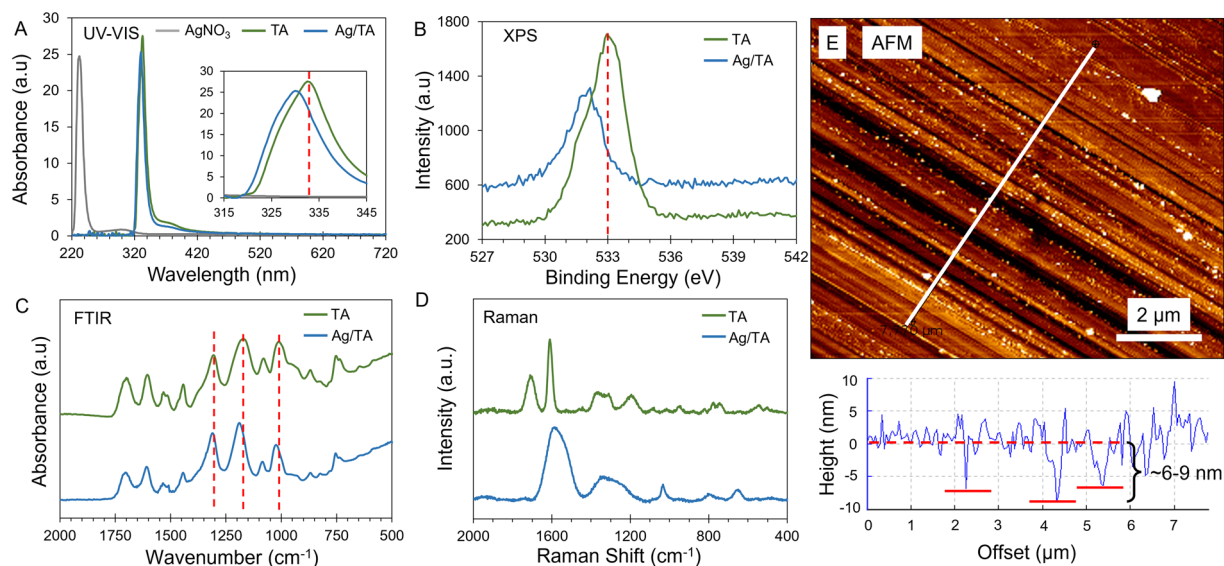 A
UV-VIS
AgNO₃
TA
Ag/TA
Absorbance (a.u)
30
25
20
15
10
5
0
220 320 420 520 620 720
Wavelength (nm)
30
25
20
15
10
5
0
315 325 335 345
B
XPS
TA
Ag/TA
Intensity (a.u)
1800
1400
1000
600
200
527 530 533 536 539 542
Binding Energy (eV)
C
FTIR
TA
Ag/TA
Absorbance (a.u)
2000 1750 1500 1250 1000 750 500
Wavenumber (cm⁻¹)
D
Raman
TA
Ag/TA
Intensity (a.u.)
2000 1800 1600 1400 1200 1000 800 600 400
Raman Shift (cm⁻¹)
E
AFM
2 µm
Height (nm)
10
5
0
-5
-10
~6-9 nm
0 1 2 3 4 5 6 7
Offset (µm)